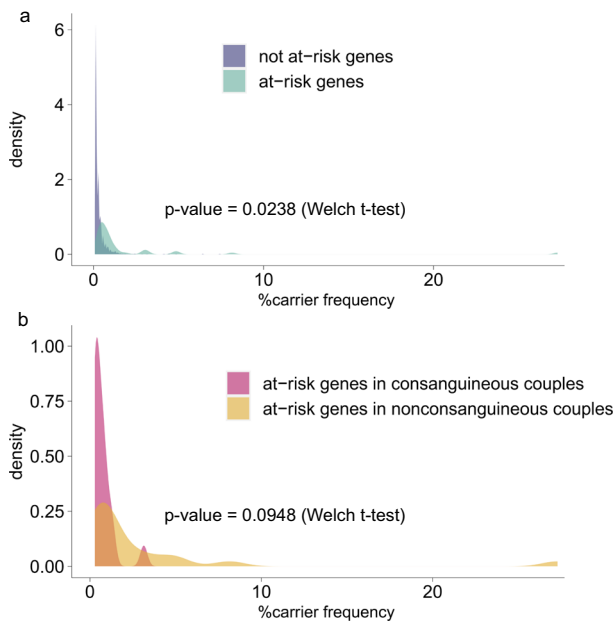 a
6
4
2
0
density
not at−risk genes
at−risk genes
p-value = 0.0238 (Welch t-test)
0
10
20
%carrier frequency
b
1.00
0.75
0.50
0.25
0.00
density
at−risk genes in consanguineous couples
at−risk genes in nonconsanguineous couples
p-value = 0.0948 (Welch t-test)
0
10
20
%carrier frequency